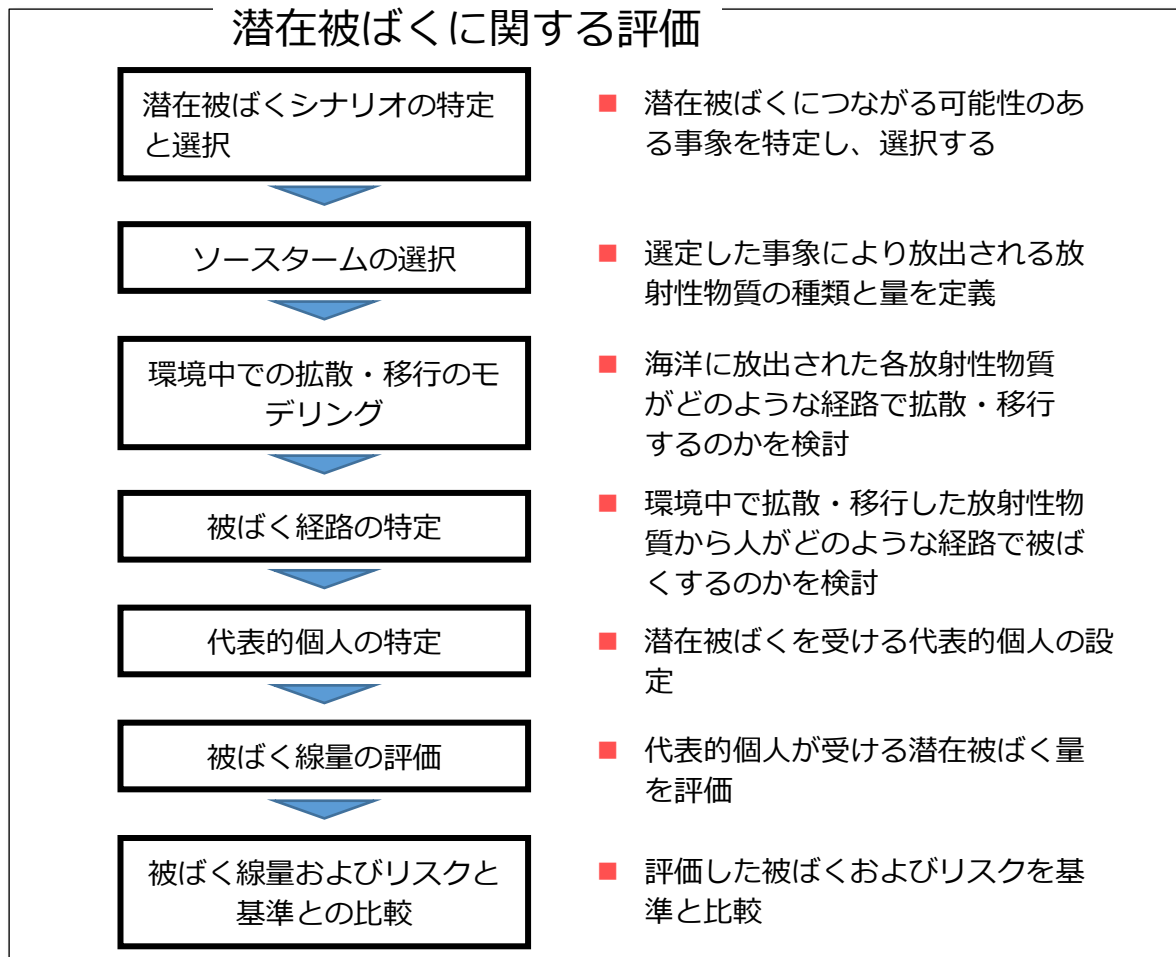 潜在被ばくに関する評価
潜在被ばくシナリオの特定
と選択
■ 潜在被ばくにつながる可能性のあ
る事象を特定し、選択する
ソースタームの選択
■ 選定した事象により放出される放
射性物質の種類と量を定義
環境中での拡散・移行のモ
デリング
■ 海洋に放出された各放射性物質
がどのような経路で拡散・移行
するのかを検討
被ばく経路の特定
■ 環境中で拡散・移行した放射性物
質から人がどのような経路で被ば
くするのかを検討
代表的個人の特定
■ 潜在被ばくを受ける代表的個人の設
定
被ばく線量の評価
■ 代表的個人が受ける潜在被ばく量
を評価
被ばく線量およびリスクと
基準との比較
■ 評価した被ばくおよびリスクを基
準と比較